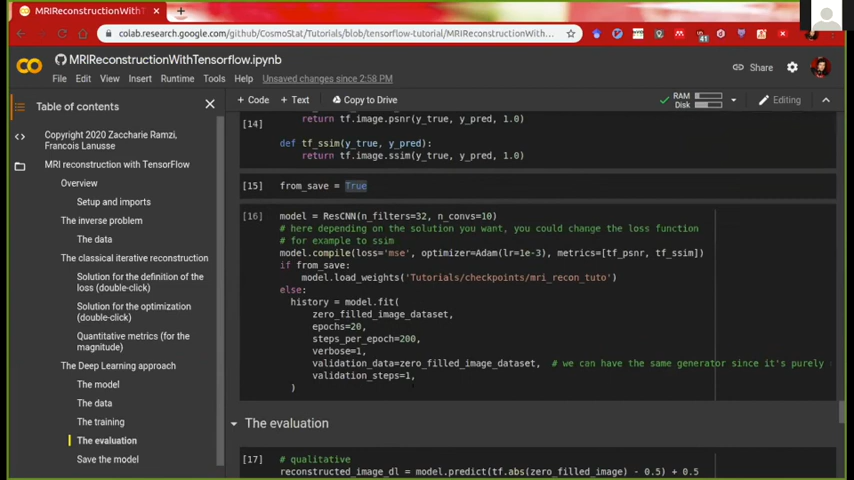 MRIReconstructionWithT
colab.research.google.com/github/CosmoStat/Tutorials/blob/tensorflow-tutorial/MRIReconstructionWith...
41
MRIReconstructionWithTensorflow.ipynb
File Edit View Insert Runtime Tools Help Unsaved changes since 2:58 PM
Share
Table of contents
+ Code + Text Copy to Drive
RAM
Disk
Editing
Copyright 2020 Zaccharie Ramzi,
Francois Lanusse
MRI reconstruction with TensorFlow
Overview
Setup and imports
The inverse problem
The data
The classical iterative reconstruction
Solution for the definition of the
loss (double-click)
Solution for the optimization
(double-click)
Quantitative metrics (for the
magnitude)
The Deep Learning approach
The model
The data
The training
The evaluation
Save the model
[14]
return tf.image.psnr(y_true, y_pred, 1.0)
def tf_ssim(y_true, y_pred):
return tf.image.ssim(y_true, y_pred, 1.0)
[15] from_save = True
[16] model = ResCNN(n_filters=32, n_convs=10)
# here depending on the solution you want, you could change the loss function
# for example to ssim
model.compile(loss='mse', optimizer=Adam(lr=1e-3), metrics=[tf_psnr, tf_ssim])
if from_save:
model.load_weights('Tutorials/checkpoints/mri_recon_tuto')
else:
history = model.fit(
zero_filled_image_dataset,
epochs=20,
steps_per_epoch=200,
verbose=1,
validation_data=zero_filled_image_dataset, # we can have the same generator since it's purely
validation_steps=1,
)
The evaluation
[17] # qualitative
reconstructed_image_dl = model.predict(tf.abs(zero_filled_image) - 0.5) + 0.5